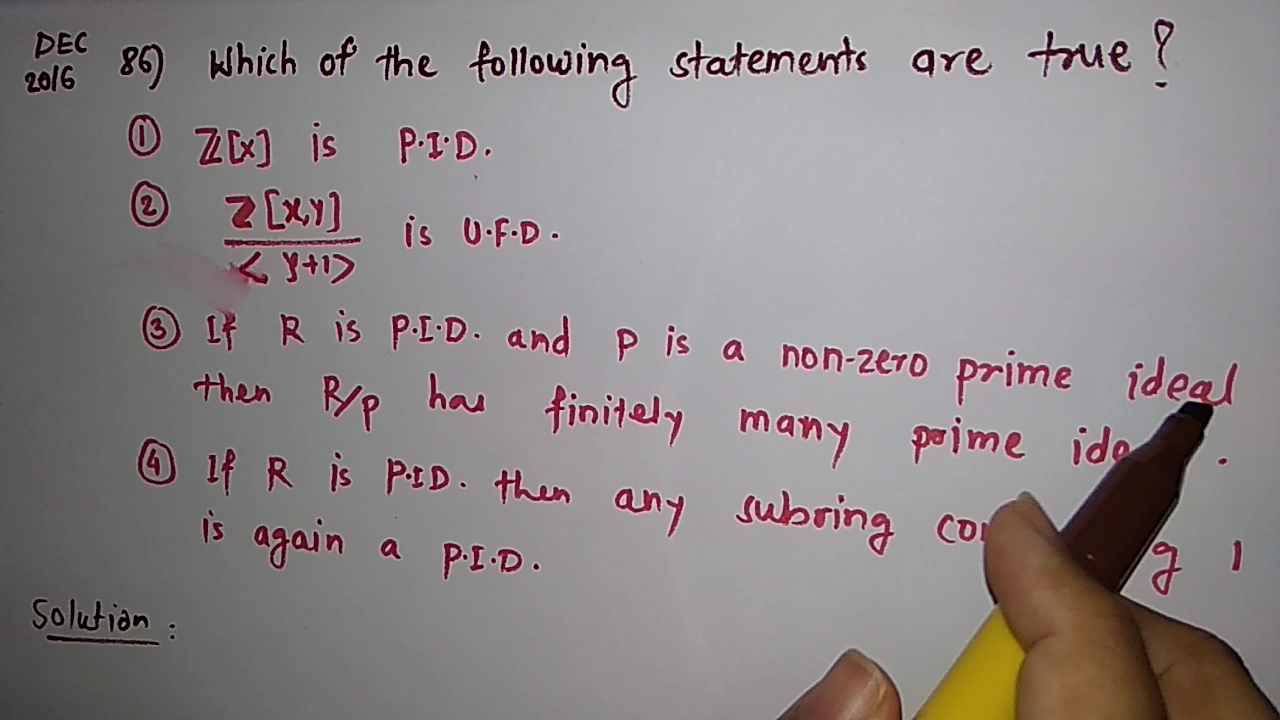 DEC
2016
86) Which of the following statements are true?
① Z[x] is P.I.D.
② Z[x,y]
<y+1> is U.F.D.
③ If R is P.I.D. and P is a non-zero prime ideal
then R/p has finitely many prime .
④ If R is P.I.D. then any subring 1
is again a P.I.D.
Solution :